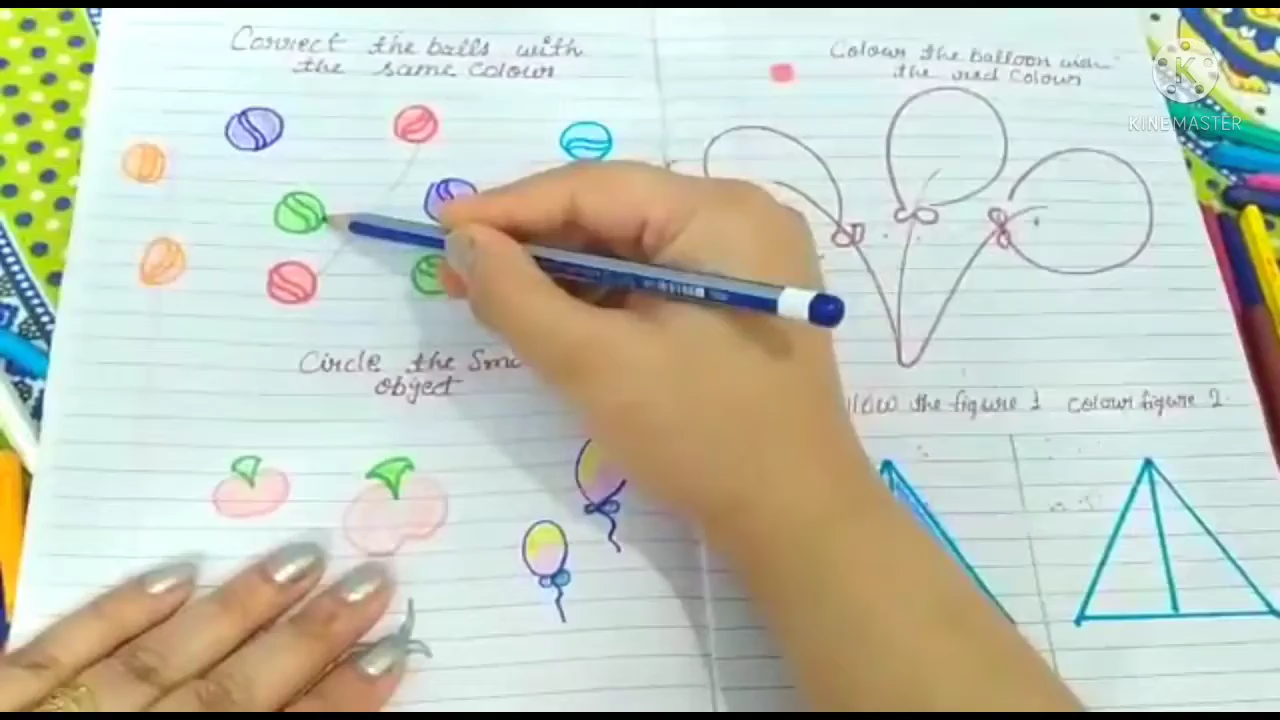 Connect the balls with
the same Colour
Colour the balloon with
the red Colour
Circle the
object
the figure 1 colour figure 2
K
KINEMASTER